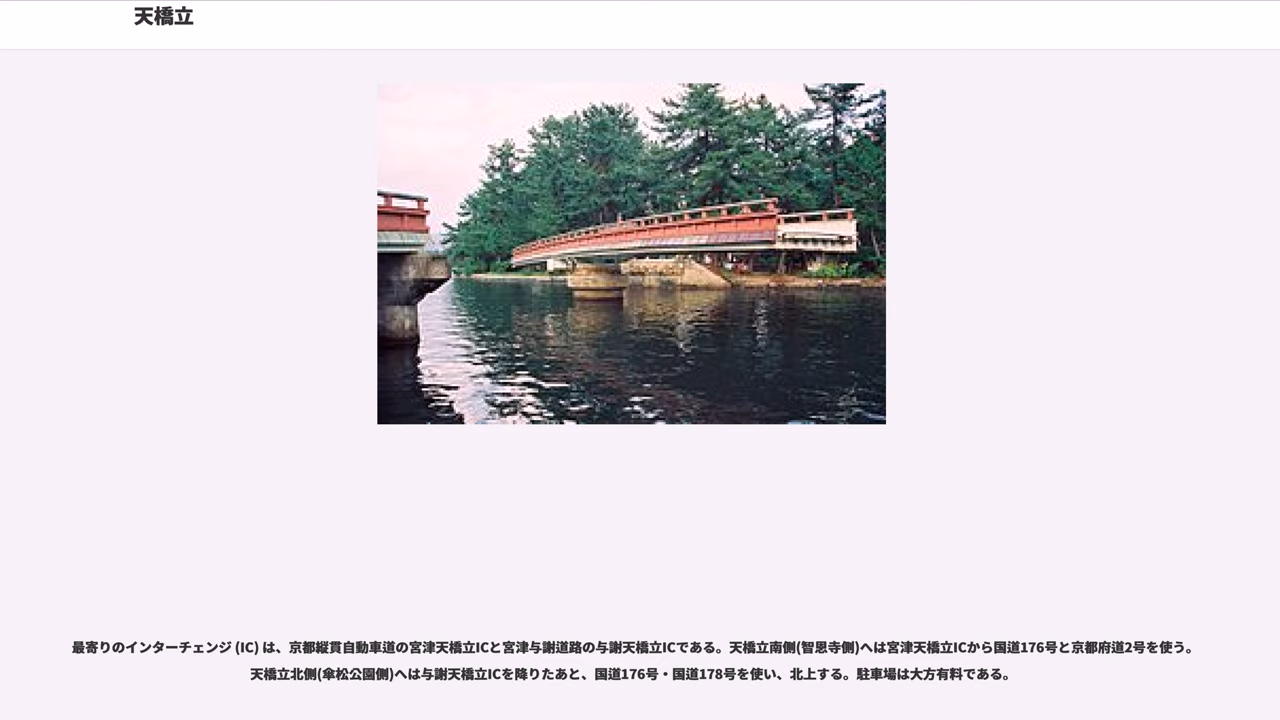 天橋立
最寄りのインターチェンジ (IC) は、京都縦貫自動車道の宮津天橋立ICと宮津与謝道路の与謝天橋立ICである。天橋立南側(智恩寺側)へは宮津天橋立ICから国道176号と京都府道2号を使う。
天橋立北側(傘松公園側)へは与謝天橋立ICを降りたあと、国道176号・国道178号を使い、北上する。駐車場は大方有料である。